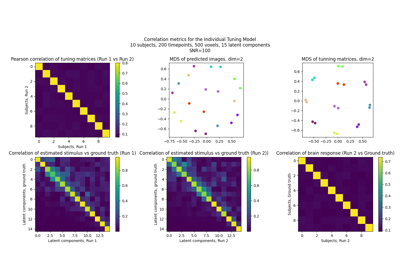 Correlation metrics for the Individual Tuning Model
10 subjects, 200 timepoints, 500 voxels, 15 latent components
SNR=100
Pearson correlation of tuning matrices (Run 1 vs Run 2)
MDS of predicted images, dim=2
MDS of tunning matrices, dim=2
Subjects, Run 2
Subjects, Run 1
Correlation of estimated stimulus vs ground truth (Run 1)
Correlation of estimated stimulus vs ground truth (Run 2))
Correlation of brain response (Run 2 vs Ground truth)
Latent components, ground truth
Latent components, Run 1
Latent components, ground truth
Latent components, Run 2
Subjects, Ground truth
Subjects, Run 2